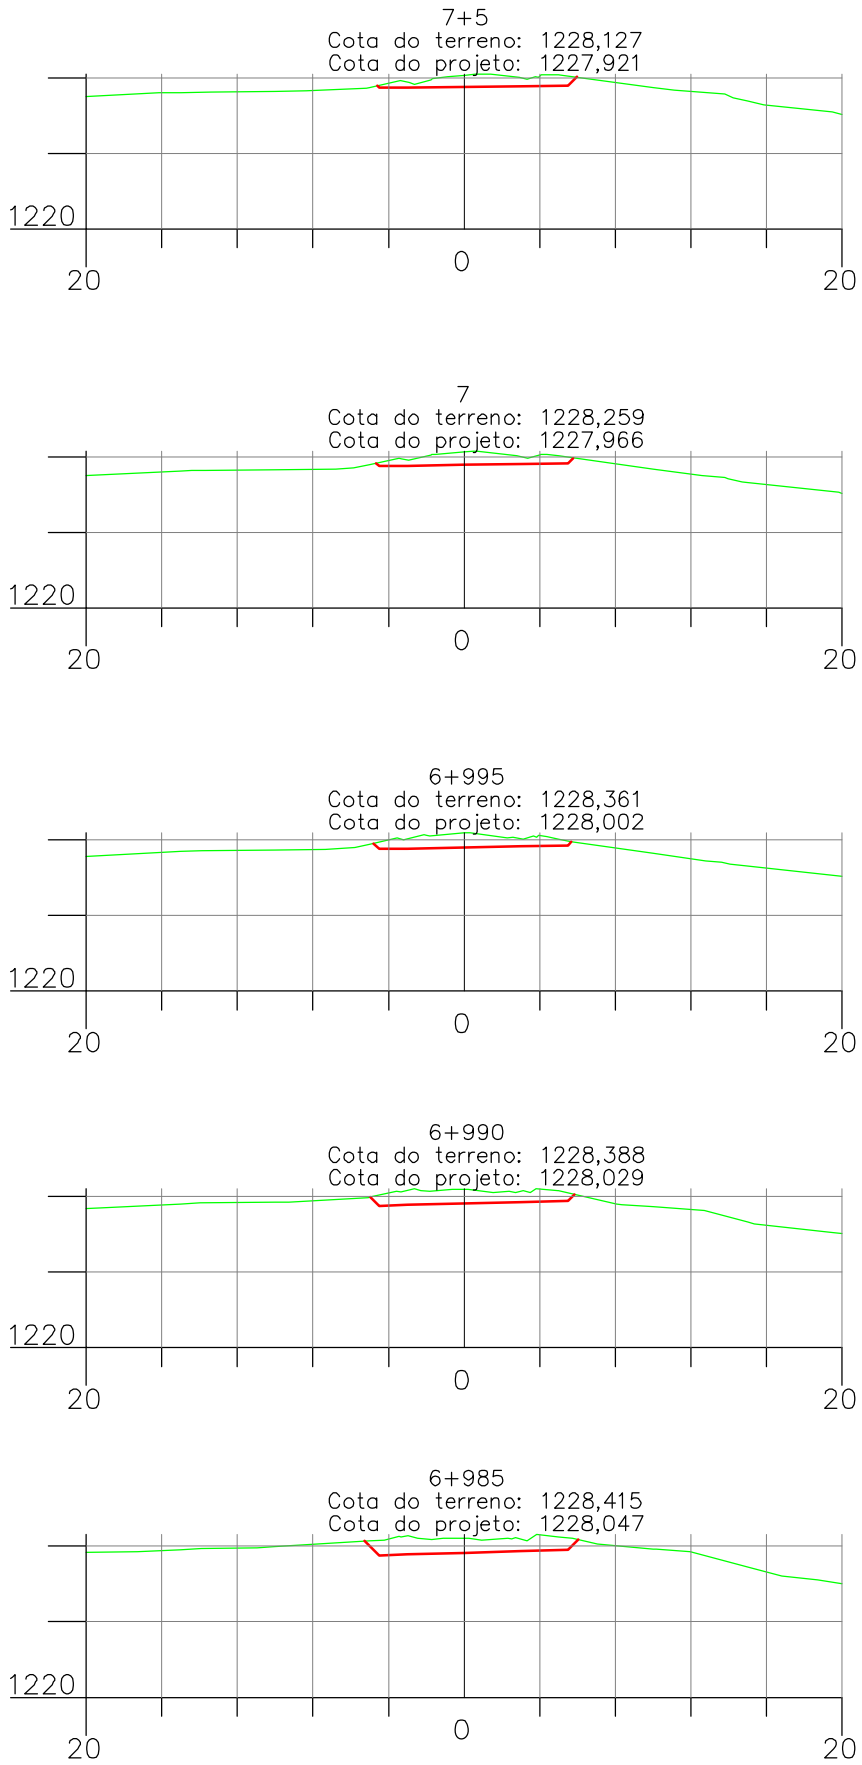 7+5
Cota do terreno: 1228,127
Cota do projeto: 1227,921
1220
0
20 20
7
Cota do terreno: 1228,259
Cota do projeto: 1227,966
1220
0
20 20
6+995
Cota do terreno: 1228,361
Cota do projeto: 1228,002
1220
0
20 20
6+990
Cota do terreno: 1228,388
Cota do projeto: 1228,029
1220
0
20 20
6+985
Cota do terreno: 1228,415
Cota do projeto: 1228,047
1220
0
20 20